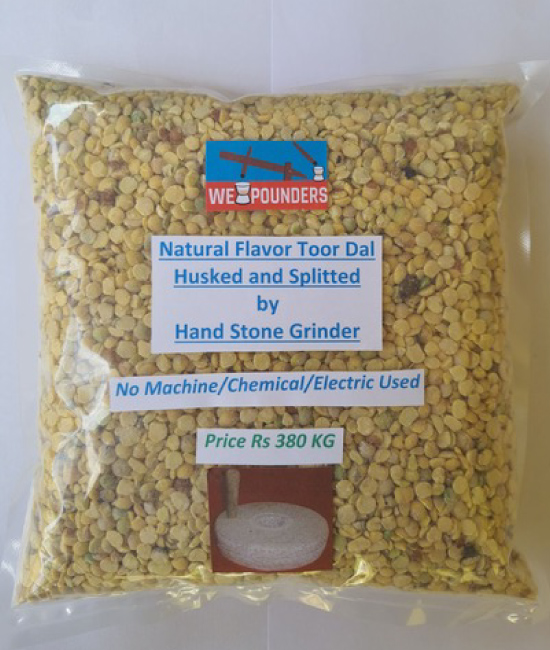 WE POUNDERS
Natural Flavor Toor Dal
Husked and Splitted
by
Hand Stone Grinder
No Machine/Chemical/Electric Used
Price Rs 380 KG